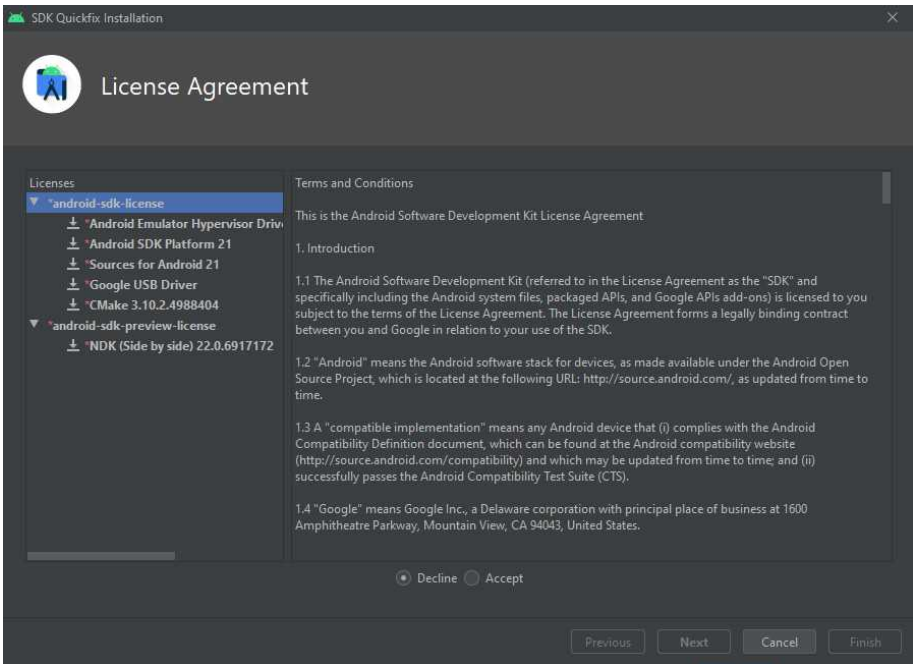 SDK Quickfix Installation
License Agreement
Licenses
*android-sdk-license
*Android Emulator Hypervisor Drive
*Android SDK Platform 21
*Sources for Android 21
*Google USB Driver
*CMake 3.10.2.4988404
*android-sdk-preview-license
*NDK (Side by side) 22.0.6917172
Terms and Conditions
This is the Android Software Development Kit License Agreement
1. Introduction
1.1 The Android Software Development Kit (referred to in the License Agreement as the "SDK" and
specifically including the Android system files, packaged APIs, and Google APIs add-ons) is licensed to you
subject to the terms of the License Agreement. The License Agreement forms a legally binding contract
between you and Google in relation to your use of the SDK.
1.2 "Android" means the Android software stack for devices, as made available under the Android Open
Source Project, which is located at the following URL: http://source.android.com/, as updated from time to
time.
1.3 A "compatible implementation" means any Android device that (i) complies with the Android
Compatibility Definition document, which can be found at the Android compatibility website
(http://source.android.com/compatibility) and which may be updated from time to time; and (ii)
successfully passes the Android Compatibility Test Suite (CTS).
1.4 "Google" means Google Inc., a Delaware corporation with principal place of business at 1600
Amphitheatre Parkway, Mountain View, CA 94043, United States.
Decline Accept
Previous Next Cancel Finish